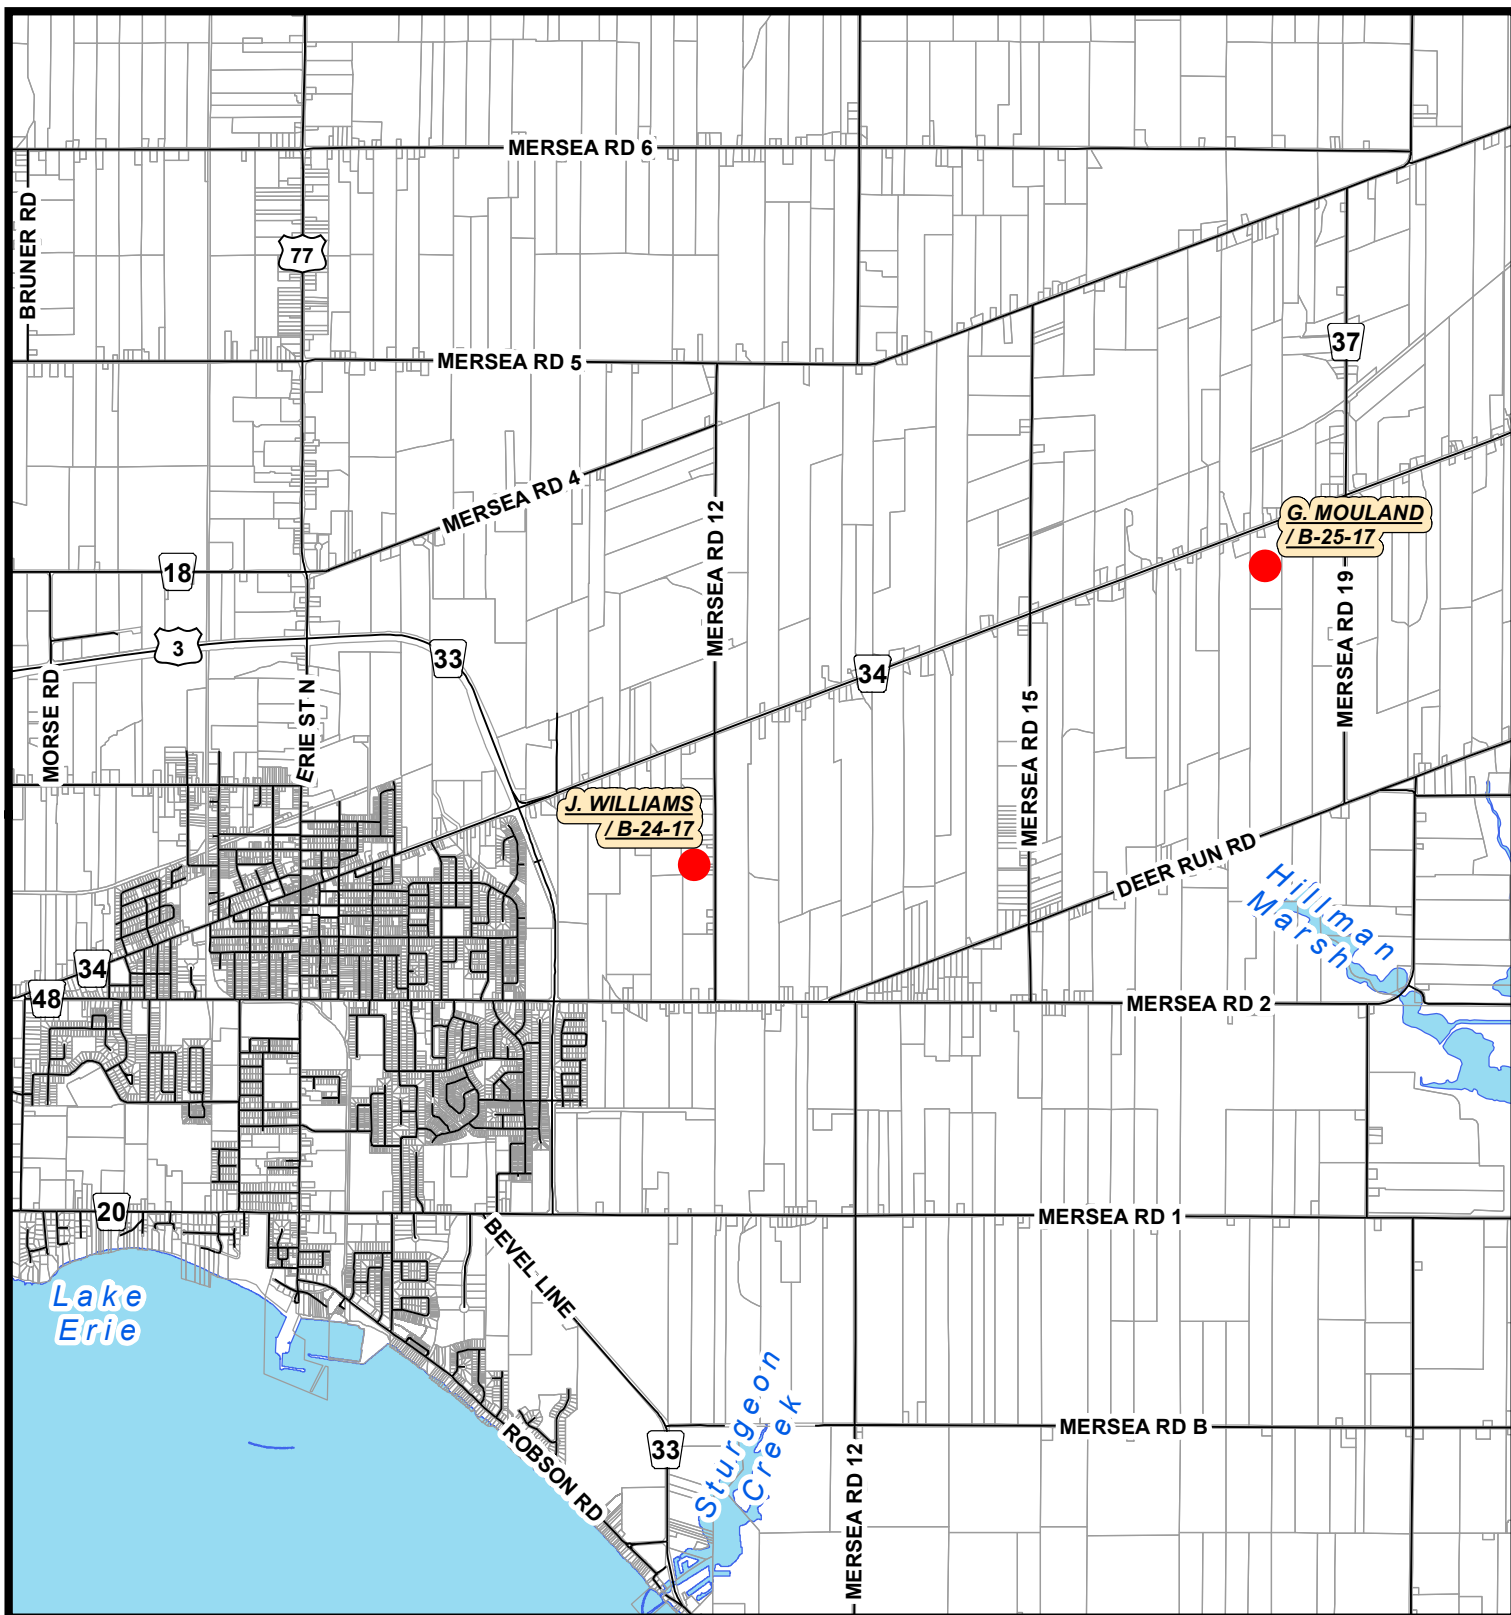 MERSEA RD 6
BRUNER RD
77
37
MERSEA RD 5
MERSEA RD 4
MERSEA RD 12
G. MOULAND
/ B-25-17
18
3
33
34
MERSEA RD 19
MORSE RD
ERIE ST N
MERSEA RD 15
J. WILLIAMS
/ B-24-17
DEER RUN RD
Hillman
Marsh
34
48
MERSEA RD 2
20
MERSEA RD 1
BEVEL LINE
Lake
Erie
Sturgeon
Creek
MERSEA RD B
33
ROBSON RD
MERSEA RD 12